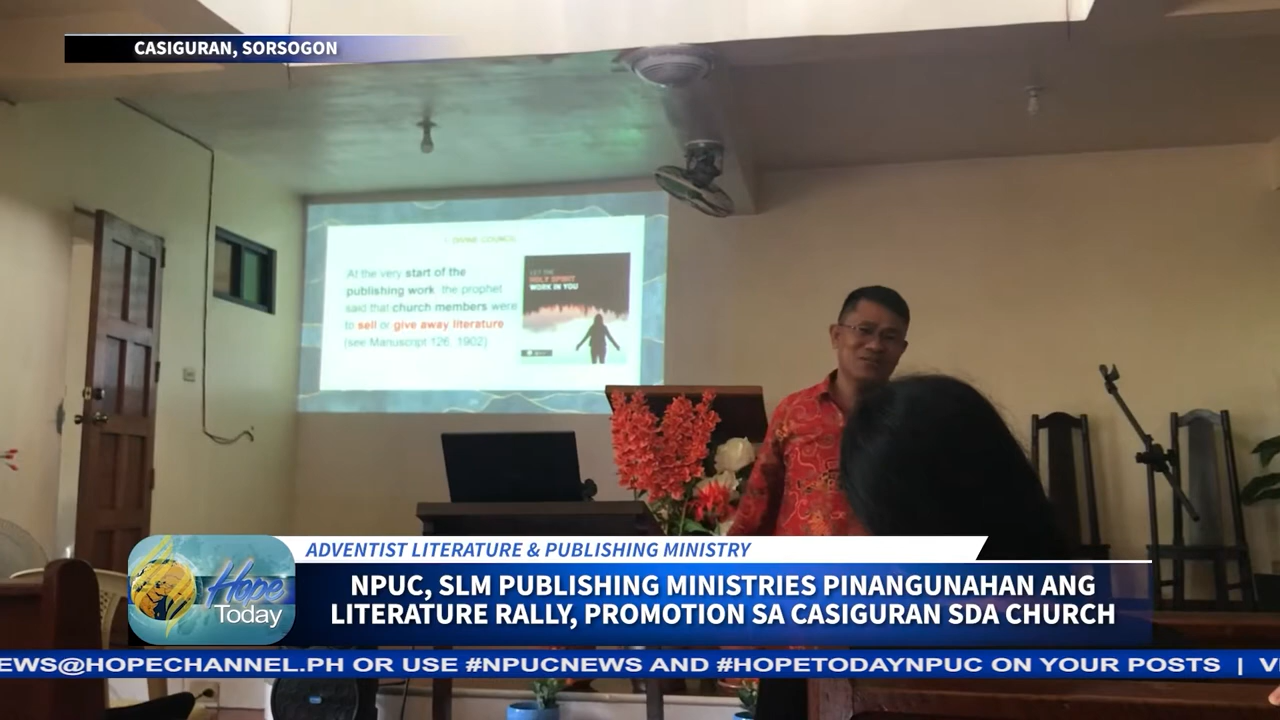 CASIGURAN, SORSOGON
I. DIVINE COUNCIL
At the very start of the
publishing work the prophet
said that church members were
to sell or give away literature
(see Manuscript 126, 1902)
LET THE
HOLY SPIRIT
WORK IN YOU
ADVENTIST LITERATURE & PUBLISHING MINISTRY
Hope
Today
NPUC, SLM PUBLISHING MINISTRIES PINANGUNAHAN ANG
LITERATURE RALLY, PROMOTION SA CASIGURAN SDA CHURCH
EWS@HOPECHANNEL.PH OR USE #NPUCNEWS AND #HOPETODAYNPUC ON YOUR POSTS | V